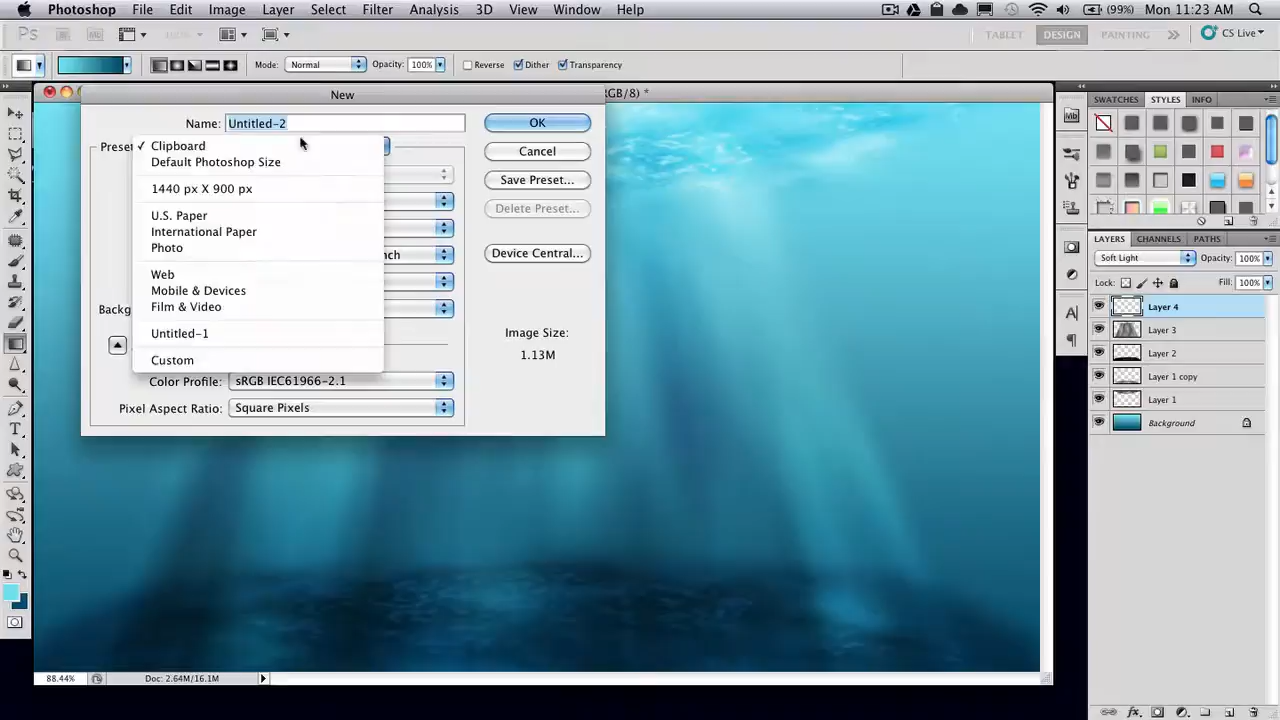 Photoshop File Edit Image Layer Select Filter Analysis 3D View Window Help (99%) Mon 11:23 AM
Ps Mb TABLET DESIGN PAINTING CS Live
Mode: Normal Opacity: 100% Reverse Dither Transparency
RGB/8) *
New
Name: Untitled-2
OK
Preset
Clipboard
Default Photoshop Size
1440 px X 900 px
U.S. Paper
International Paper
Photo
Web
Mobile & Devices
Film & Video
Untitled-1
Custom
Cancel
Save Preset...
Delete Preset...
Device Central...
nch
Backg
Image Size:
1.13M
Color Profile: sRGB IEC61966-2.1
Pixel Aspect Ratio: Square Pixels
SWATCHES STYLES INFO
LAYERS CHANNELS PATHS
Soft Light Opacity: 100%
Lock: Fill: 100%
Layer 4
Layer 3
Layer 2
Layer 1 copy
Layer 1
Background
88.44% Doc: 2.64M/16.1M